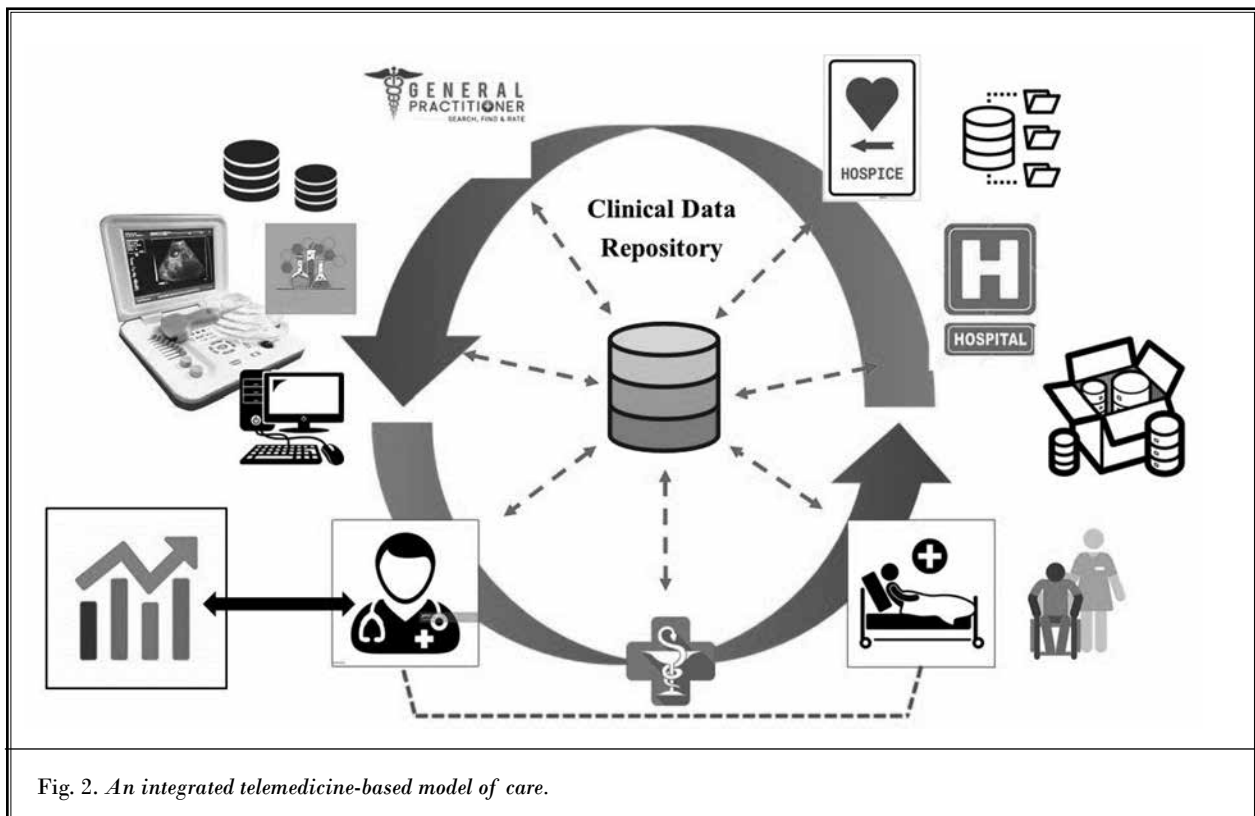 GENERAL
PRACTITIONER
SEARCH, FIND & RATE
HOSPICE
Clinical Data
Repository
H
HOSPITAL
Fig. 2. An integrated telemedicine-based model of care.